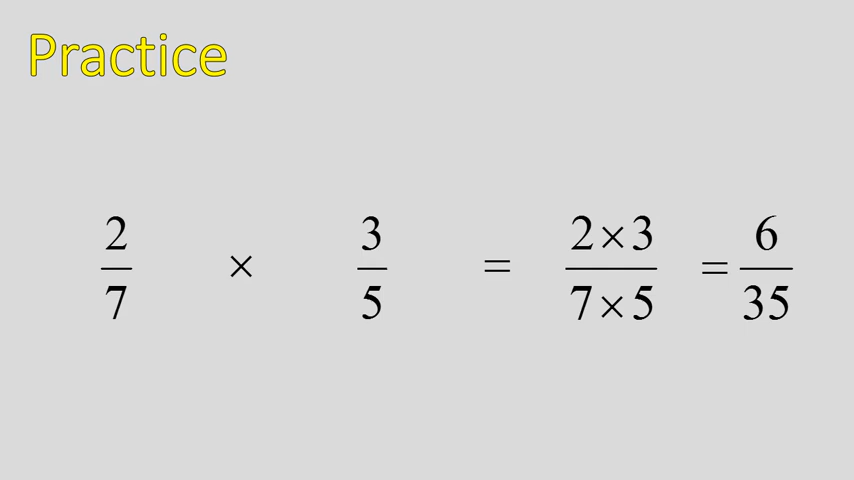 Practice
2/7 × 3/5 = (2×3)/(7×5) = 6/35